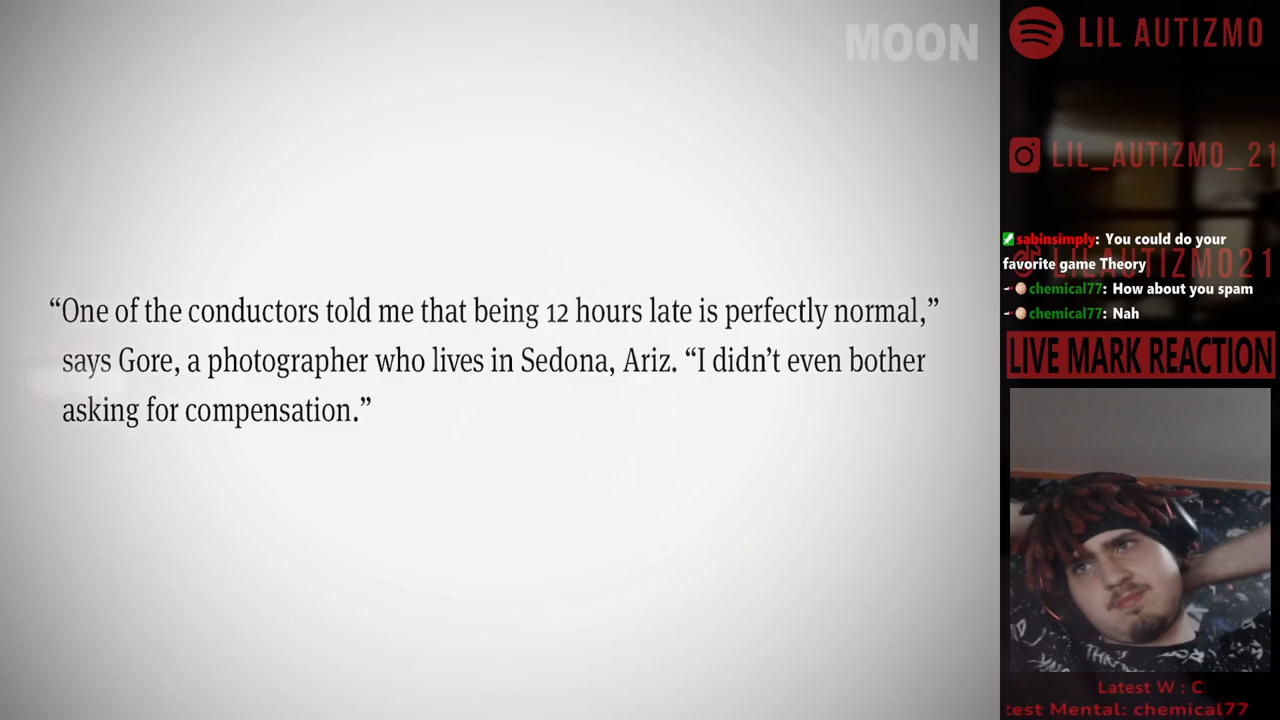 MOON
“One of the conductors told me that being 12 hours late is perfectly normal,”
says Gore, a photographer who lives in Sedona, Ariz. “I didn’t even bother
asking for compensation.”
LIL AUTIZMO
LIL_AUTIZMO_21
LILAUTIZMO21
sabinsimply: You could do your
favorite game Theory
chemical77: How about you spam
chemical77: Nah
LIVE MARK REACTION
Latest W : C
test Mental: chemical77